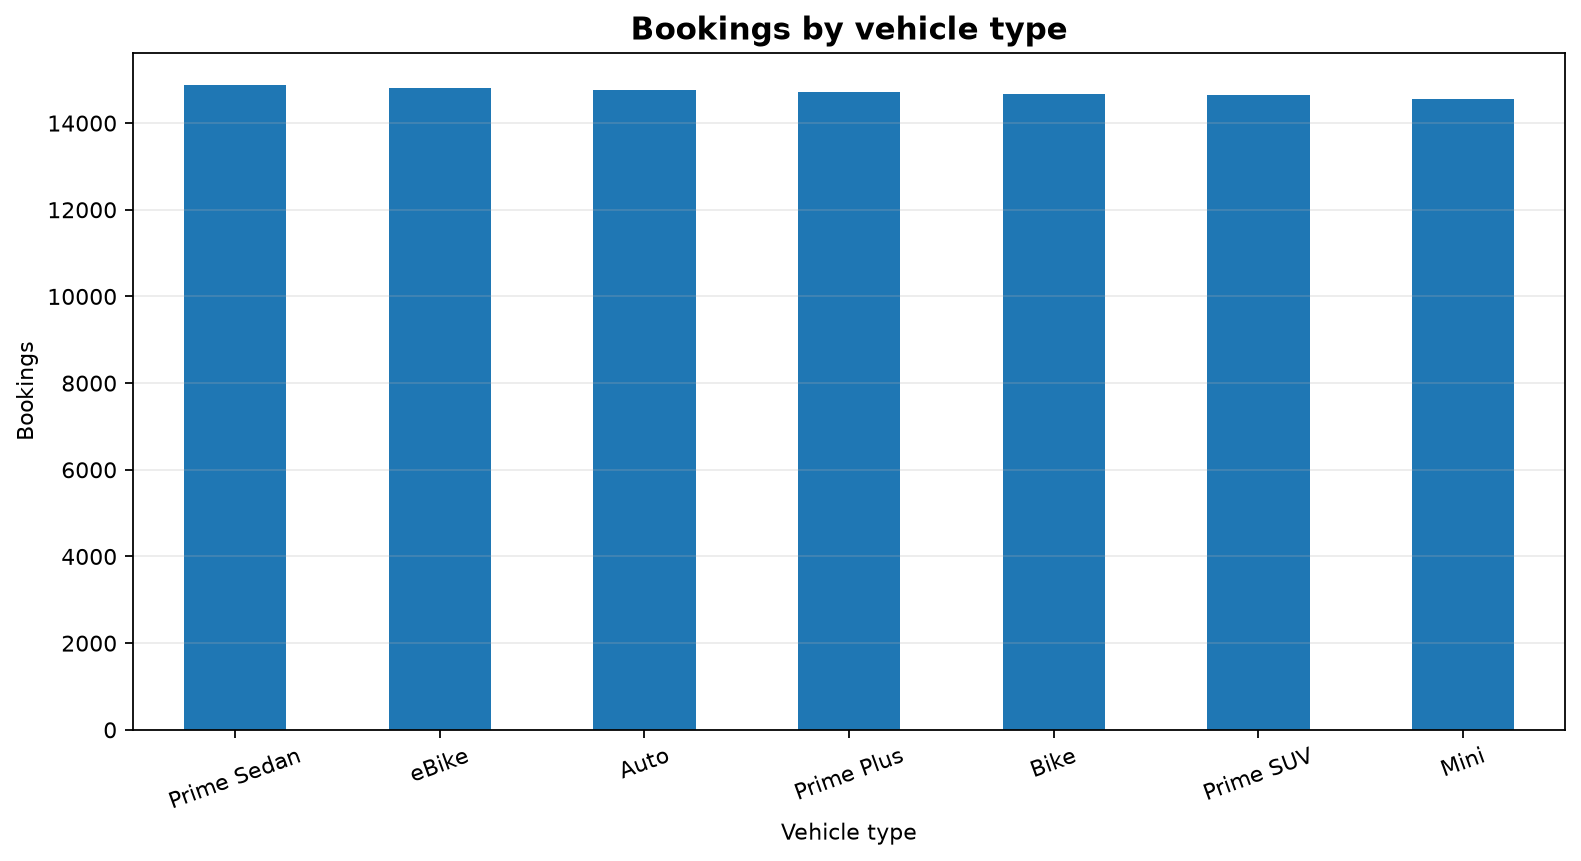 Bookings by vehicle type
Bookings
14000
12000
10000
8000
6000
4000
2000
0
Prime Sedan
eBike
Auto
Prime Plus
Bike
Prime SUV
Mini
Vehicle type